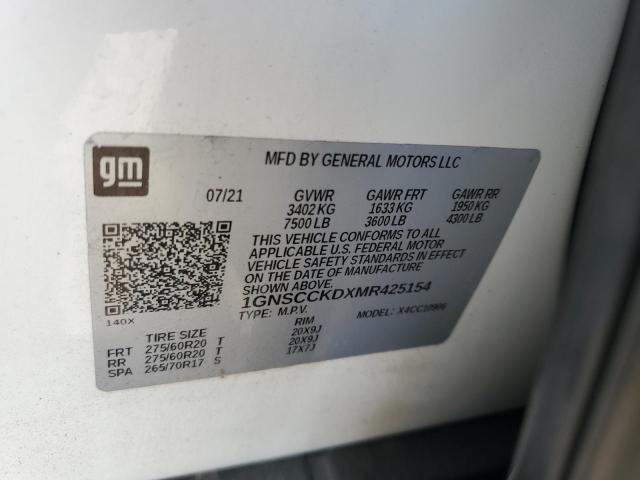 gm
MFD BY GENERAL MOTORS LLC
07/21 GVWR GAWR FRT GAWR RR
3402 KG 1633 KG 1950 KG
7500 LB 3600 LB 4300 LB
THIS VEHICLE CONFORMS TO ALL
APPLICABLE U.S. FEDERAL MOTOR
VEHICLE SAFETY STANDARDS IN EFFECT
ON THE DATE OF MANUFACTURE
SHOWN ABOVE.
1GNSCCKDXMR425154
TYPE: M.P.V. MODEL: X4CC10906
140X
TIRE SIZE RIM
FRT 275/60R20 T 20X9J
RR 275/60R20 T 20X9J
SPA 265/70R17 S 17X7J